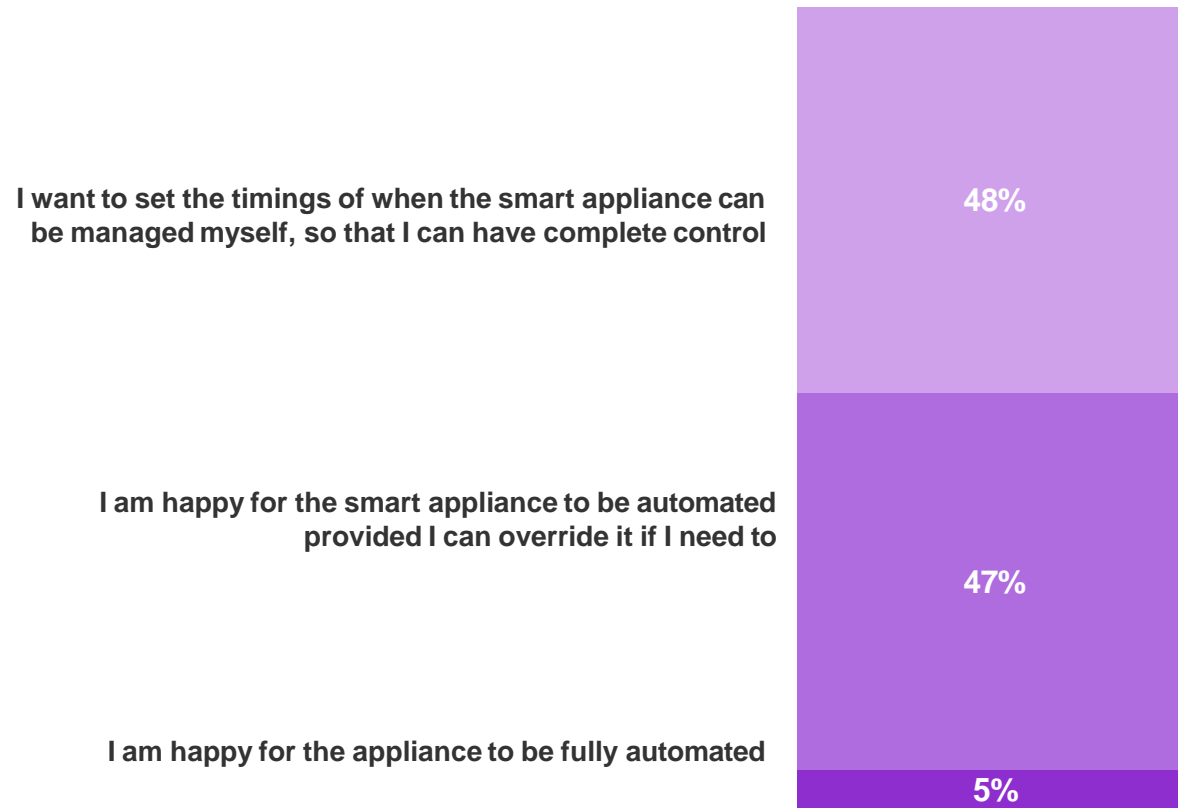 I want to set the timings of when the smart appliance can
be managed myself, so that I can have complete control
48%
I am happy for the smart appliance to be automated
provided I can override it if I need to
47%
I am happy for the appliance to be fully automated
5%